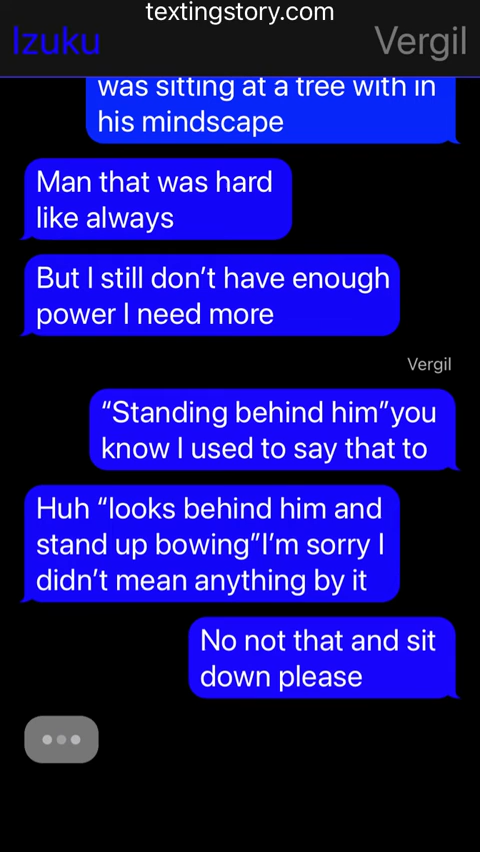 textingstory.com
Izuku
Vergil
was sitting at a tree with in
his mindscape
Man that was hard
like always
But I still don’t have enough
power I need more
Vergil
“Standing behind him”you
know I used to say that to
Huh “looks behind him and
stand up bowing”I’m sorry I
didn’t mean anything by it
No not that and sit
down please